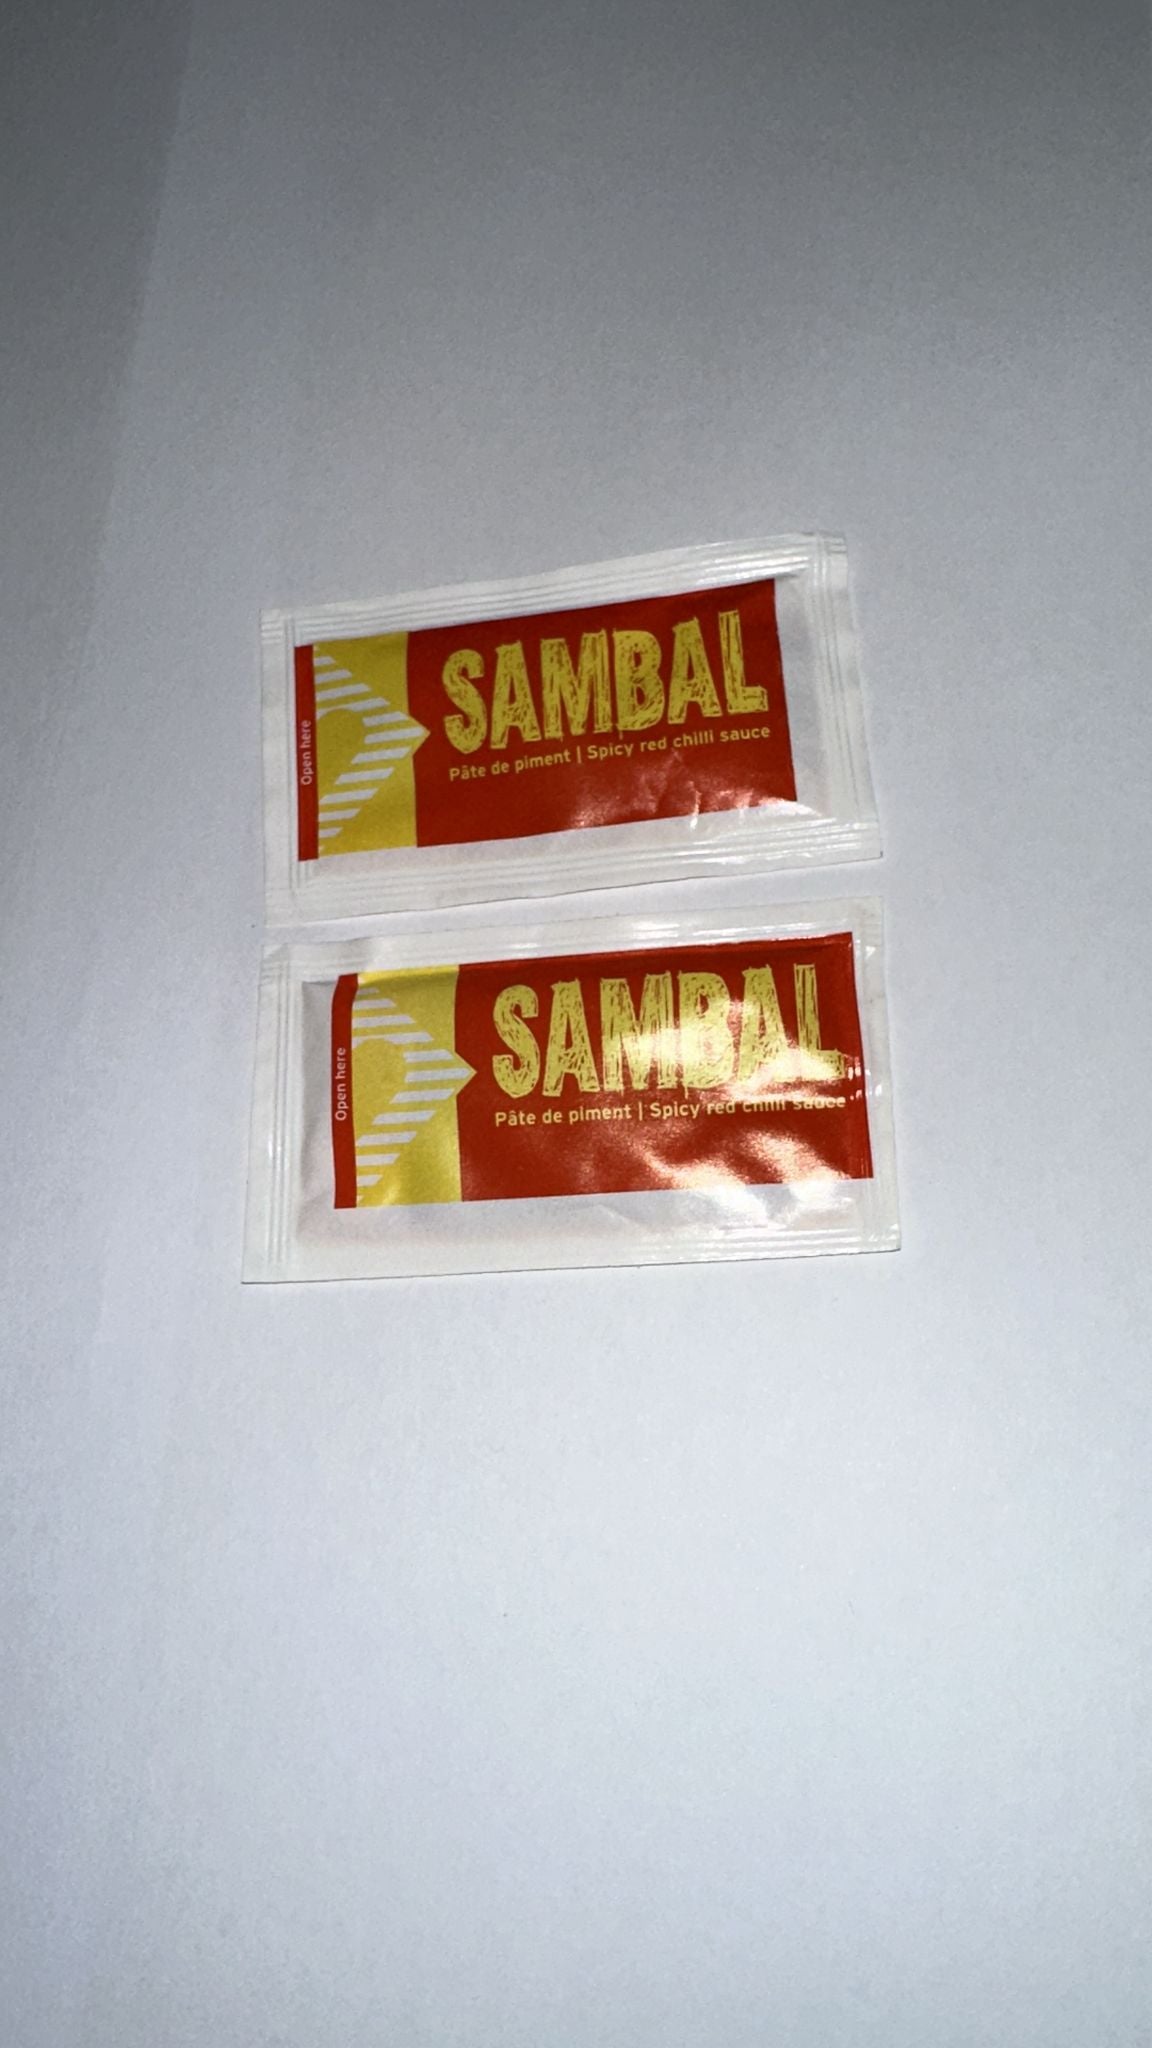 Open here
SAMBAL
Pâte de piment | Spicy red chilli sauce
Open here
SAMBAL
Pâte de piment | Spicy red chilli sauce